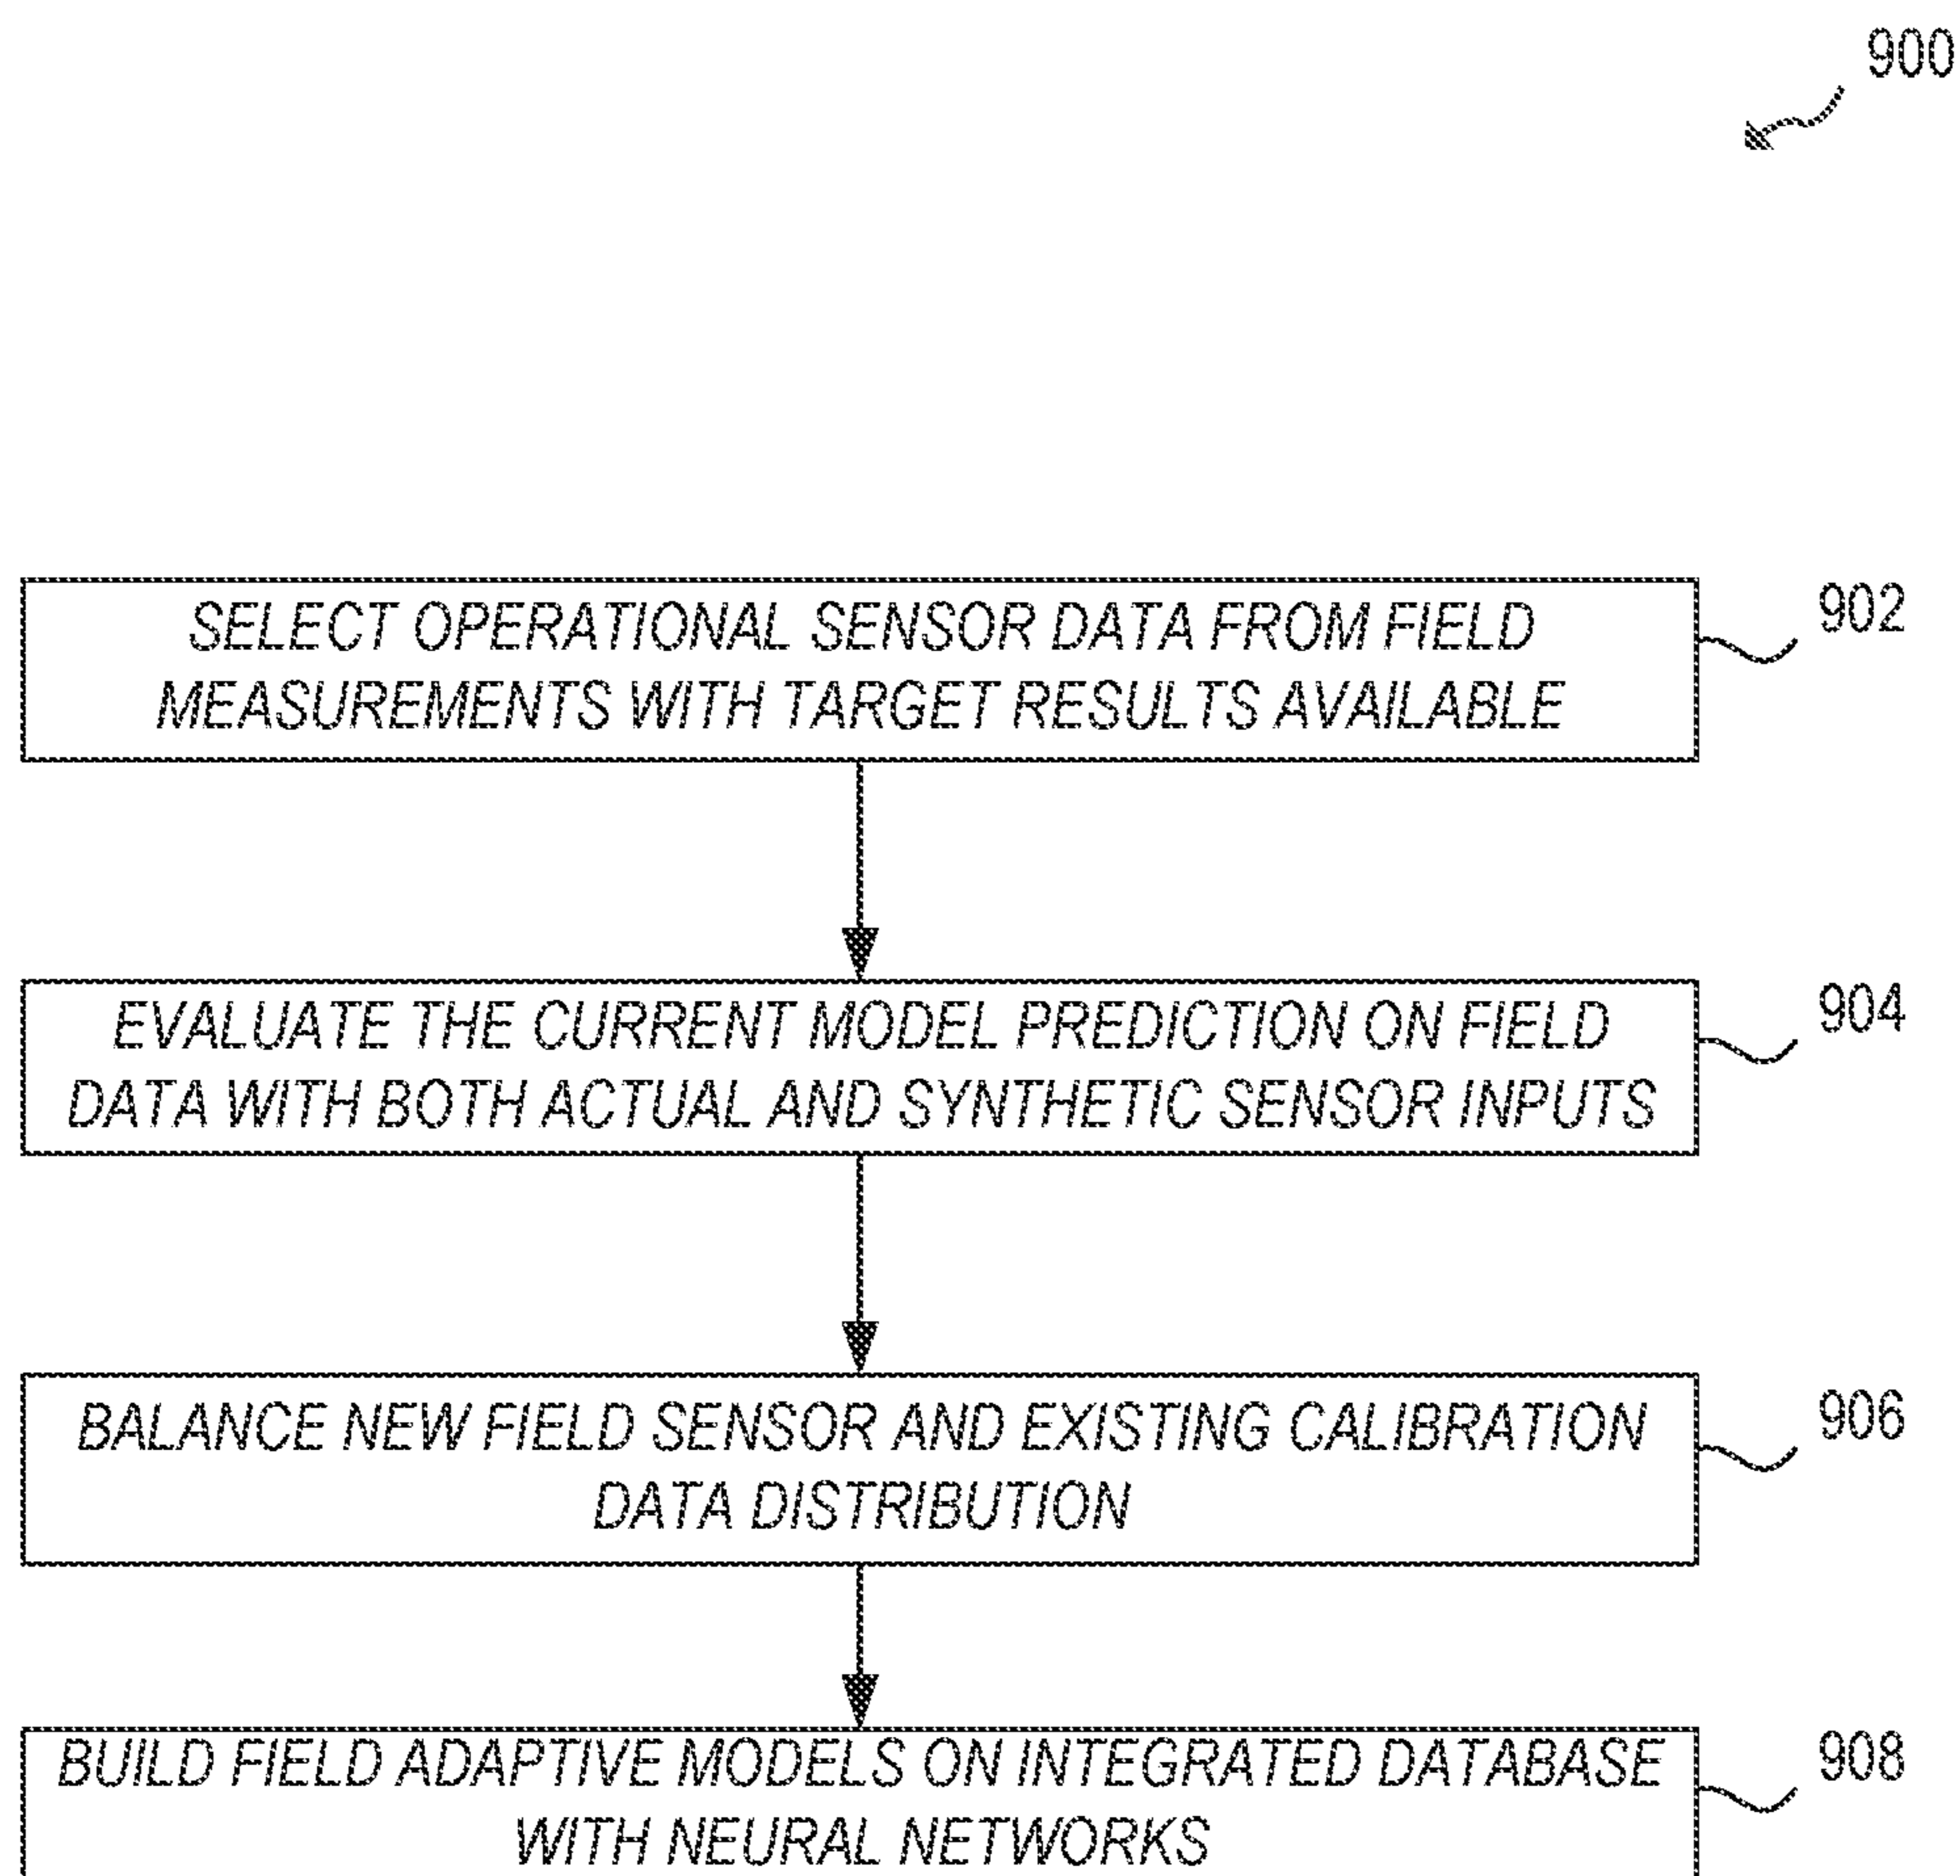 900
SELECT OPERATIONAL SENSOR DATA FROM FIELD
MEASUREMENTS WITH TARGET RESULTS AVAILABLE
902
EVALUATE THE CURRENT MODEL PREDICTION ON FIELD
DATA WITH BOTH ACTUAL AND SYNTHETIC SENSOR INPUTS
904
BALANCE NEW FIELD SENSOR AND EXISTING CALIBRATION
DATA DISTRIBUTION
906
BUILD FIELD ADAPTIVE MODELS ON INTEGRATED DATABASE
WITH NEURAL NETWORKS
908